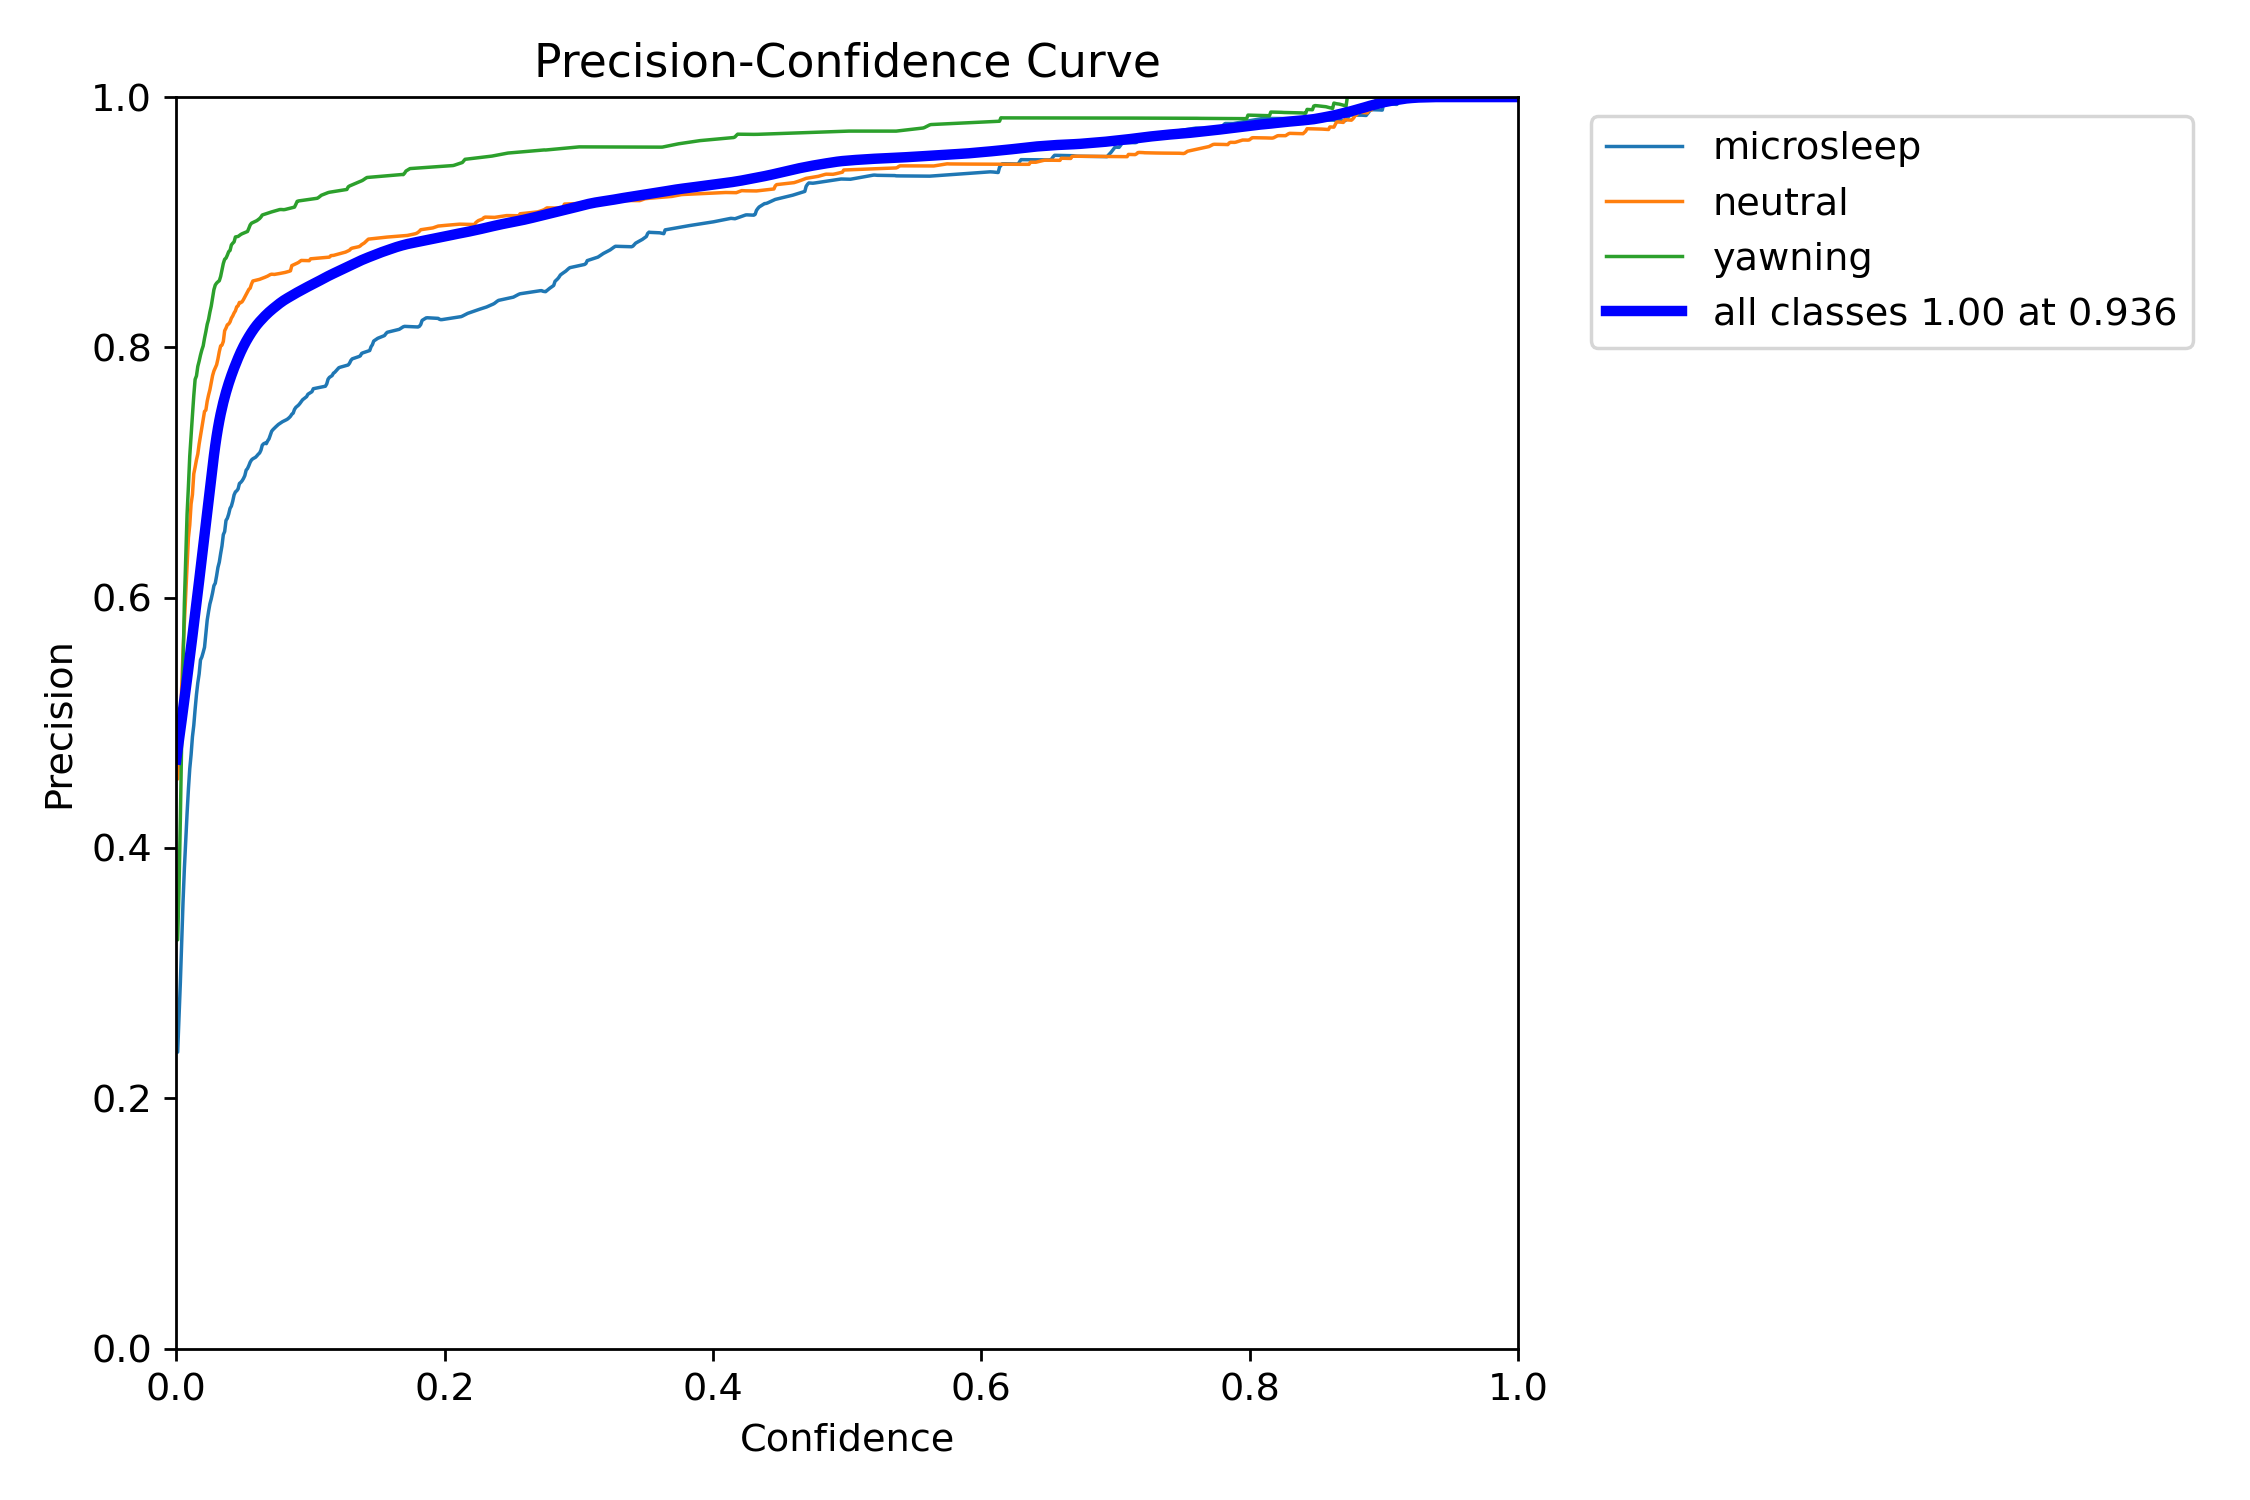 Precision-Confidence Curve
1.0
0.8
0.6
0.4
0.2
0.0
Precision
0.0 0.2 0.4 0.6 0.8 1.0
Confidence
microsleep
neutral
yawning
all classes 1.00 at 0.936